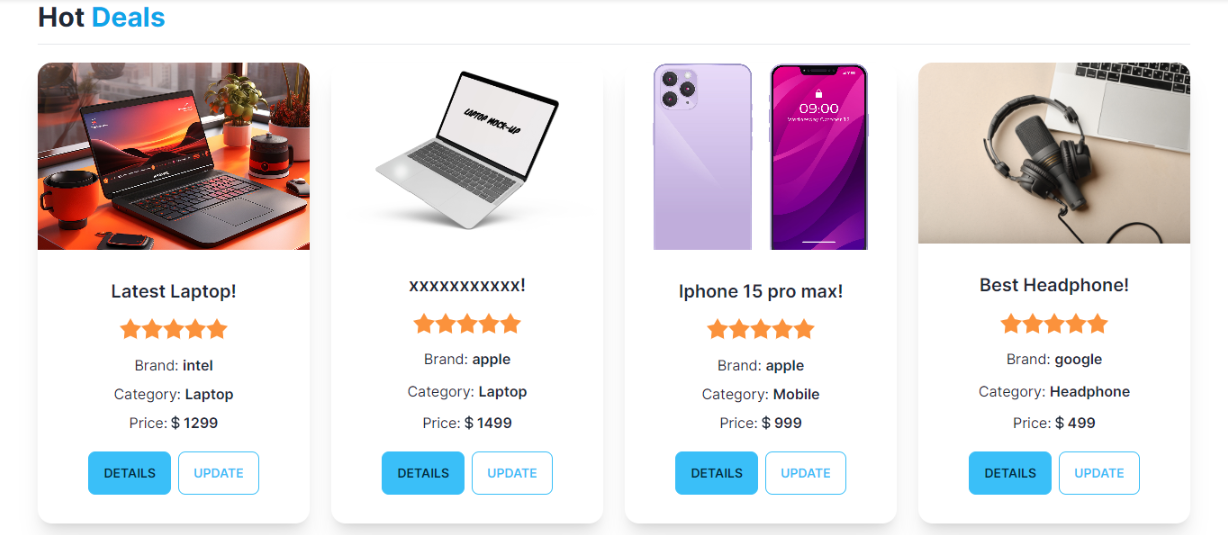 Hot Deals
LAPTOP MOCK-UP
09:00
Latest Laptop!
Brand: intel
Category: Laptop
Price: $ 1299
DETAILS UPDATE
xxxxxxxxxxx!
Brand: apple
Category: Laptop
Price: $ 1499
DETAILS UPDATE
Iphone 15 pro max!
Brand: apple
Category: Mobile
Price: $ 999
DETAILS UPDATE
Best Headphone!
Brand: google
Category: Headphone
Price: $ 499
DETAILS UPDATE